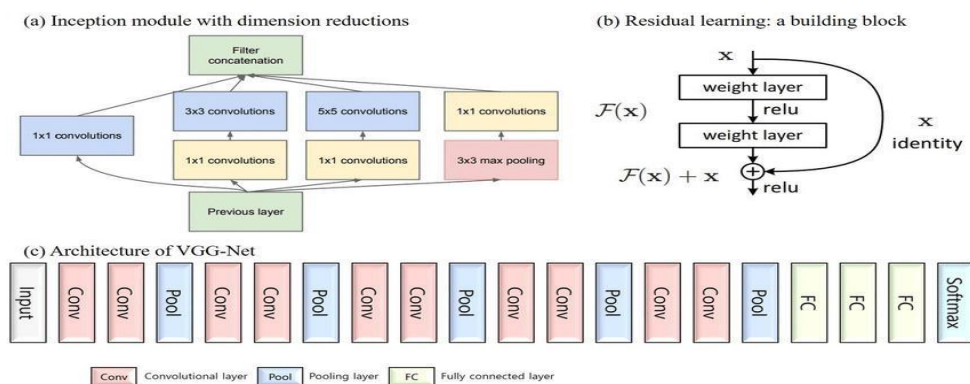 (a) Inception module with dimension reductions
Filter
concatenation
3x3 convolutions
5x5 convolutions
1x1 convolutions
1x1 convolutions
1x1 convolutions
1x1 convolutions
3x3 max pooling
Previous layer
(b) Residual learning: a building block
x
weight layer
F(x)
relu
weight layer
x
identity
F(x) + x
+
relu
(c) Architecture of VGG-Net
Input
Conv
Conv
Pool
Conv
Conv
Pool
Conv
Conv
Pool
Conv
Conv
Pool
Conv
Conv
Pool
FC
FC
FC
Softmax
Conv Convolutional layer Pool Pooling layer FC Fully connected layer